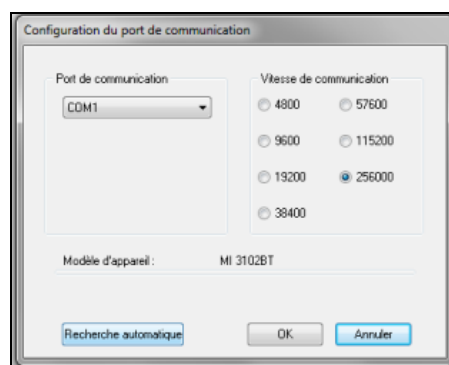 Configuration du port de communication
Port de communication
COM1
Vitesse de communication
4800
57600
9600
115200
19200
256000
38400
Modèle d'appareil :
MI 3102BT
Recherche automatique
OK
Annuler